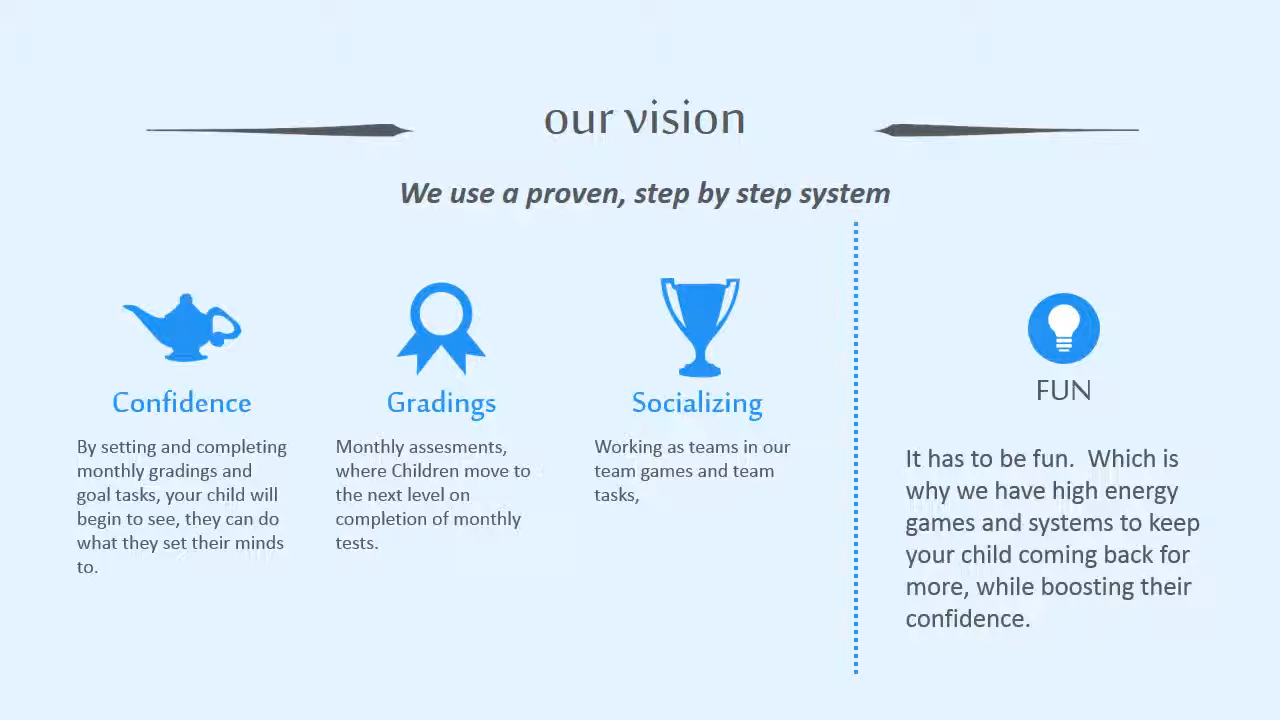 our vision
We use a proven, step by step system
Confidence
By setting and completing
monthly gradings and
goal tasks, your child will
begin to see, they can do
what they set their minds
to.
Gradings
Monthly assesments,
where Children move to
the next level on
completion of monthly
tests.
Socializing
Working as teams in our
team games and team
tasks,
FUN
It has to be fun.  Which is
why we have high energy
games and systems to keep
your child coming back for
more, while boosting their
confidence.